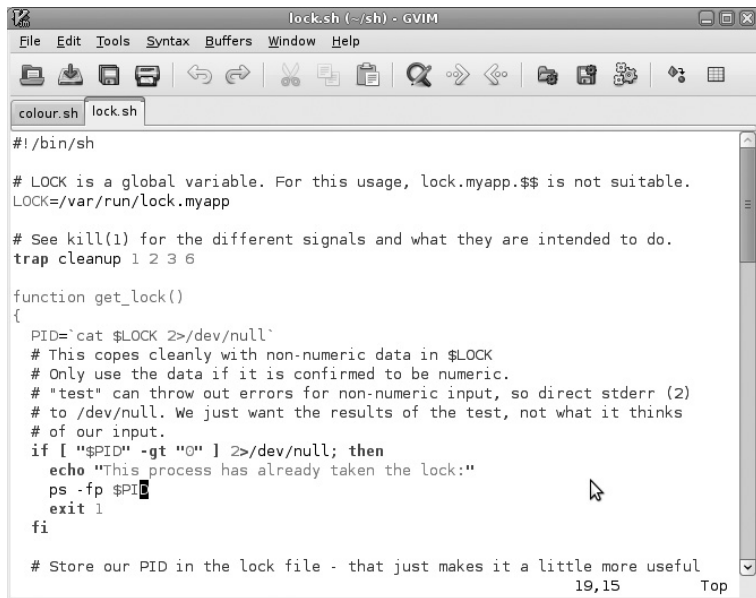 lock.sh (~/sh) - GVIM
File Edit Tools Syntax Buffers Window Help
colour.sh lock.sh
#!/bin/sh
# LOCK is a global variable. For this usage, lock.myapp.$$ is not suitable.
LOCK=/var/run/lock.myapp
# See kill(1) for the different signals and what they are intended to do.
trap cleanup 1 2 3 6
function get_lock()
{
  PID=`cat $LOCK 2>/dev/null`
  # This copes cleanly with non-numeric data in $LOCK
  # Only use the data if it is confirmed to be numeric.
  # "test" can throw out errors for non-numeric input, so direct stderr (2)
  # to /dev/null. We just want the results of the test, not what it thinks
  # of our input.
  if [ "$PID" -gt "0" ] 2>/dev/null; then
    echo "This process has already taken the lock:"
    ps -fp $PID
    exit 1
  fi
  # Store our PID in the lock file - that just makes it a little more useful
19,15 Top